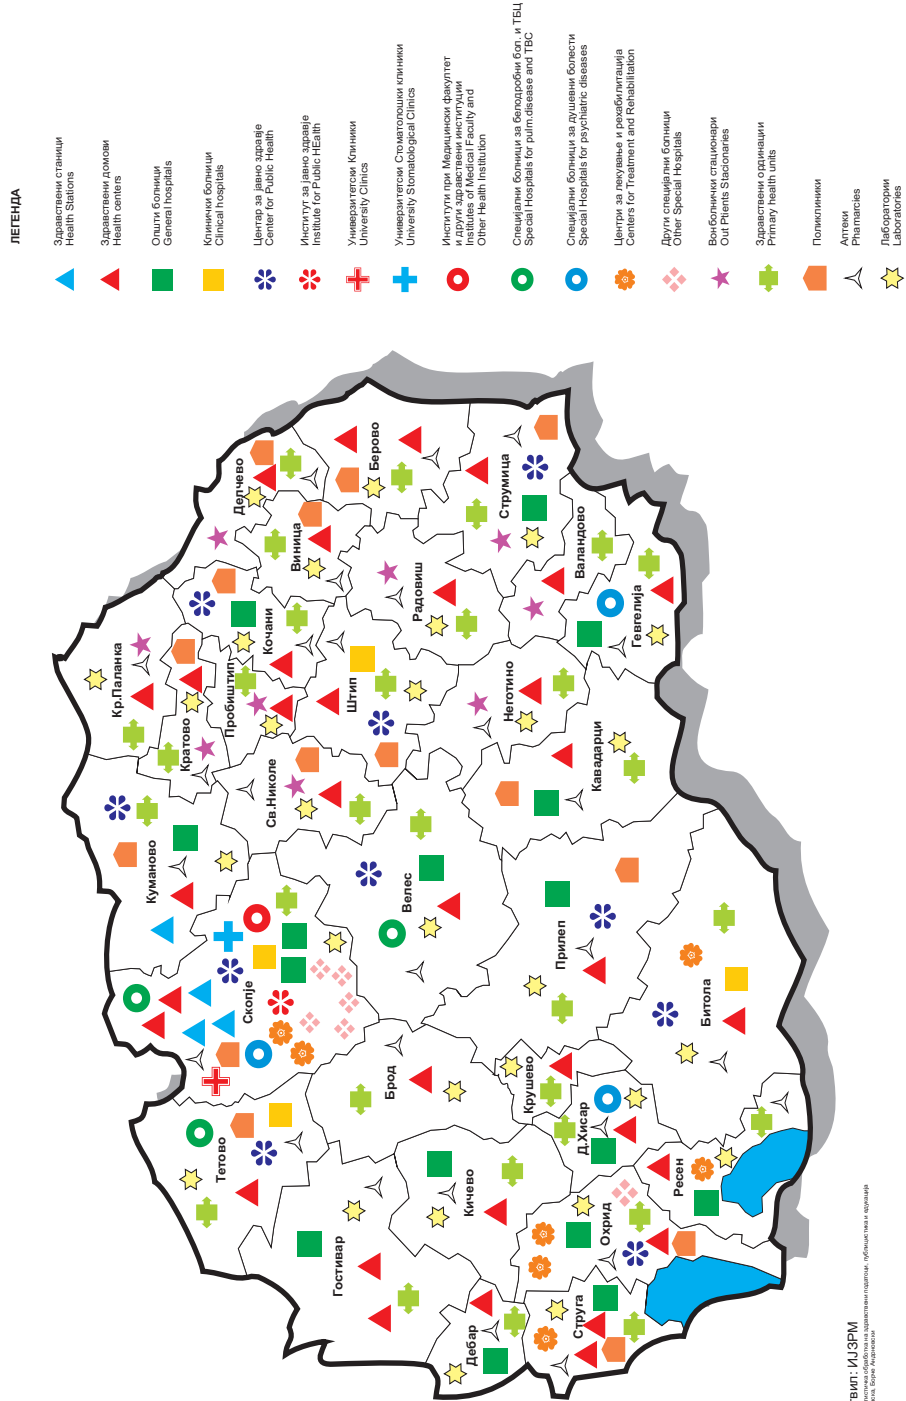 ЛЕГЕНДА
Здравствени станици
Health Stations
Здравствени домови
Health centers
Општи болници
General hospitals
Клинички болници
Clinical hospitals
Центар за јавно здравје
Center for Public Health
Институт за јавно здравје
Institute for Public HEalth
Универзитетски Клиники
University Clinics
Универзитетски Стоматолошки клиники
University Stomatological Clinics
Институти при Медицински факултет
и други здравствени институции
Institutes of Medical Faculty and
Other Health Institution
Специјални болници за белодробни бол. и ТБЦ
Special Hospitals for pulm.disease and TBC
Специјални болници за душевни болести
Special Hospitals for psychiatric diseases
Центри за лекување и рехабилитација
Centers for Treatment and Rehabilitation
Други специјални болници
Other Special Hospitals
Вонболнички стационари
Out Ptients Stacionaries
Здравствени ординации
Primary health units
Поликлиники
Аптеки
Phamarcies
Лаборатории
Laboratories
Кр.Паланка
Кратово
Куманово
Скопје
Тетово
Гостивар
Дебар
Струга
Охрид
Кичево
Брод
Крушево
Д.Хисар
Ресен
Битола
Прилеп
Велес
Св.Николе
Пробиштип
Кочани
Штип
Виница
Делчево
Берово
Радовиш
Струмица
Валандово
Гевгелија
Неготино
Кавадарци
твил: ИЈЗРМ